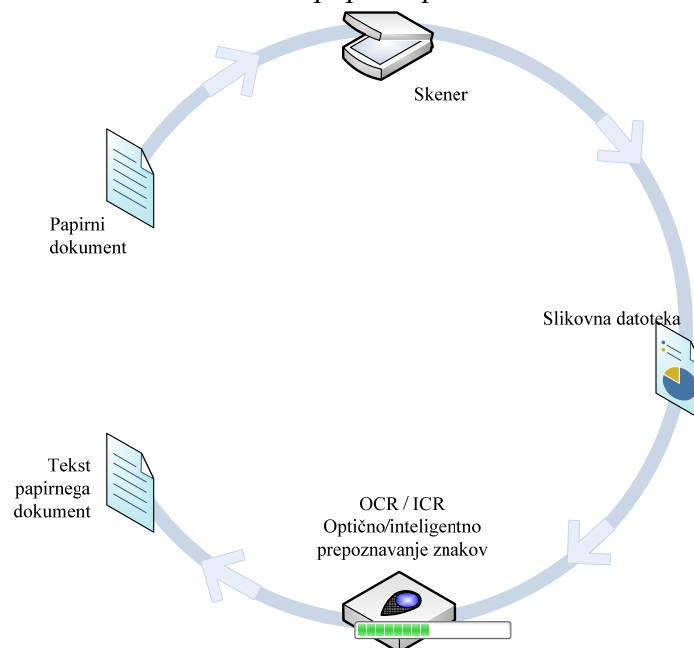 Skener
Papirni
dokument
Slikovna datoteka
Tekst
papirnega
dokument
OCR / ICR
Optično/inteligentno
prepoznavanje znakov